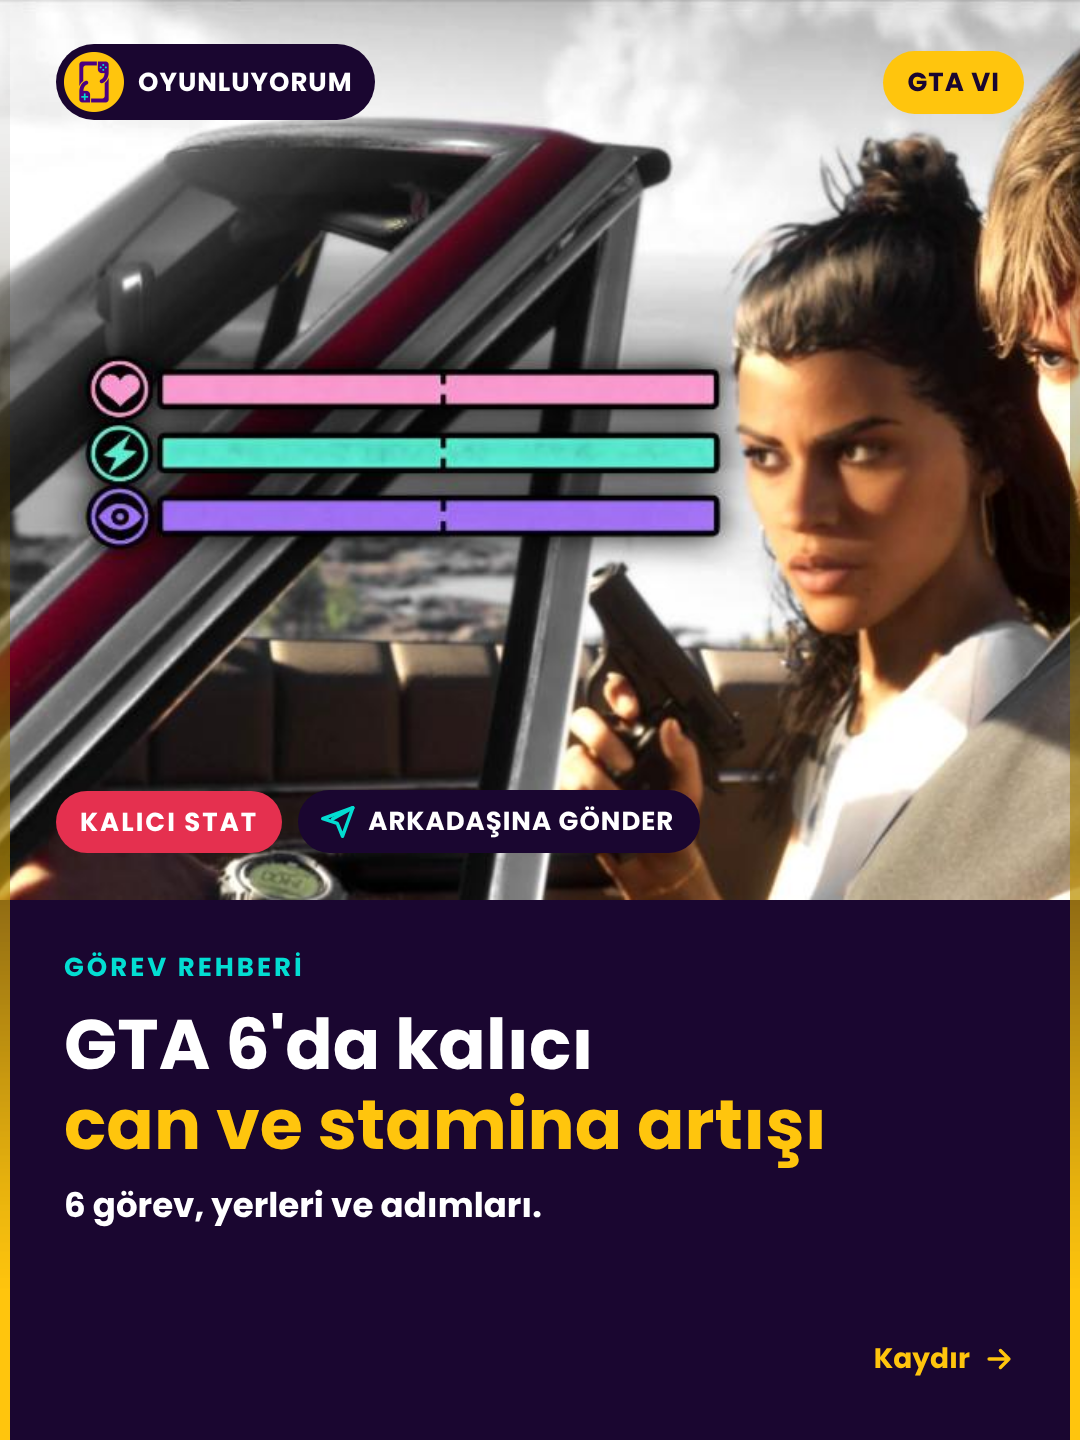 OYUNLUYORUM
GTA VI
KALICI STAT
ARKADAŞINA GÖNDER
GÖREV REHBERİ
GTA 6'da kalıcı
can ve stamina artışı
6 görev, yerleri ve adımları.
Kaydır →